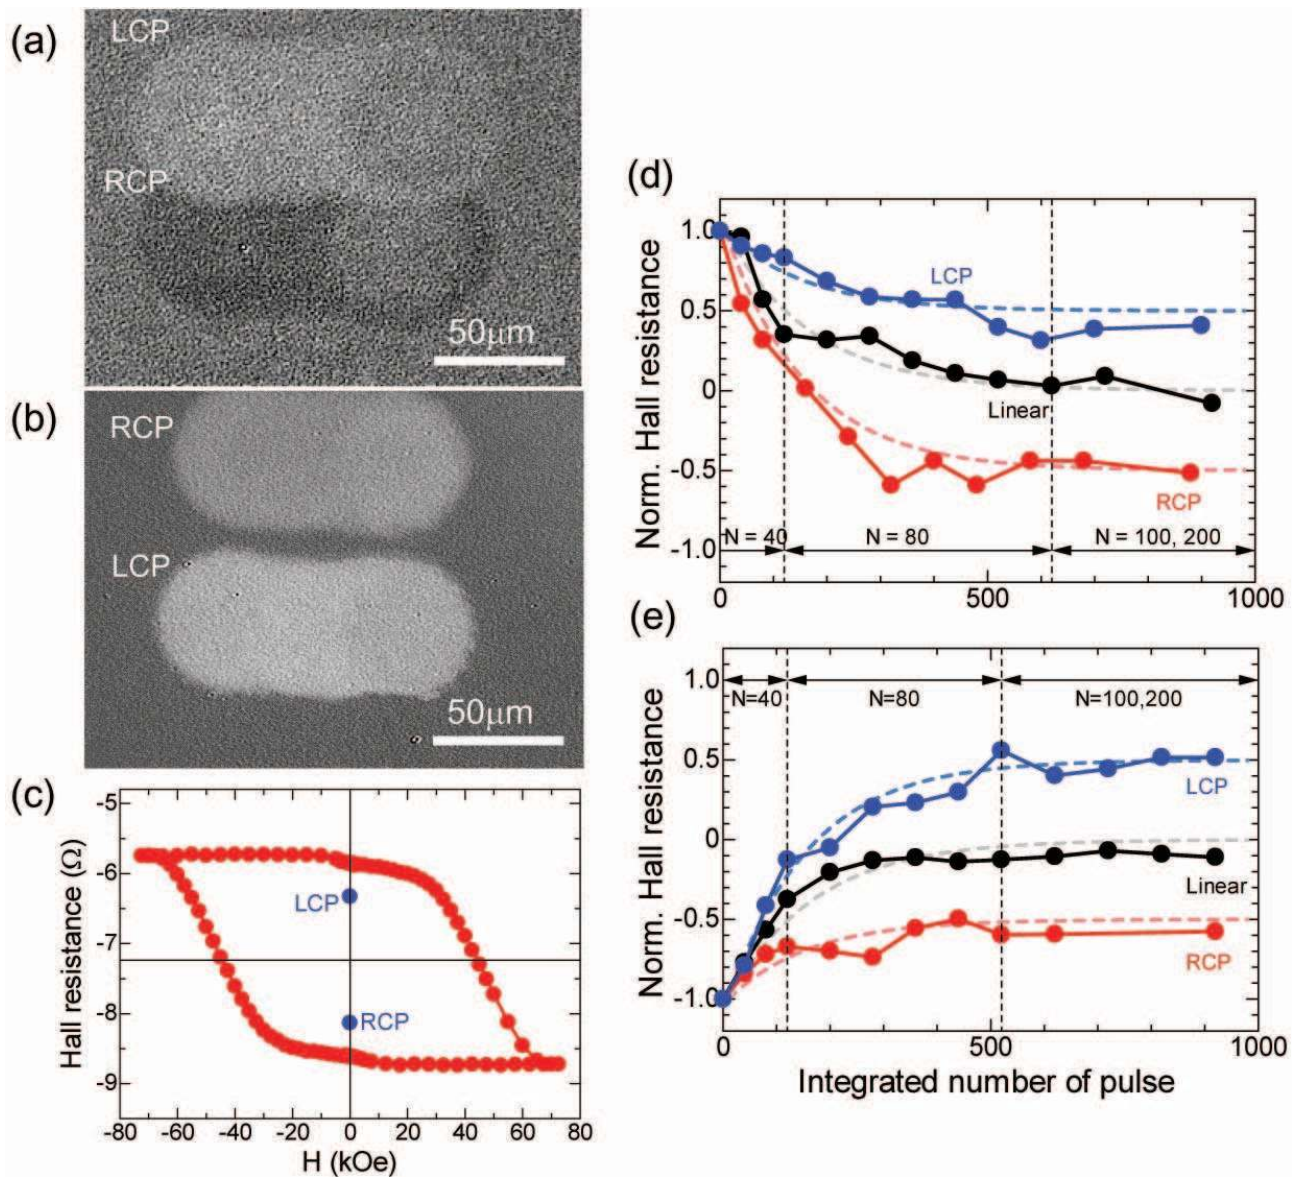 (a)
LCP
RCP
50μm
(b)
RCP
LCP
50μm
(c)
Hall resistance (Ω)
-5
-6
-7
-8
-9
LCP
RCP
-80 -60 -40 -20 0 20 40 60 80
H (kOe)
(d)
Norm. Hall resistance
1.0
0.5
0
-0.5
-1.0
LCP
Linear
RCP
N = 40
N = 80
N = 100, 200
0 500 1000
(e)
Norm. Hall resistance
1.0
0.5
0
-0.5
-1.0
N=40
N=80
N=100,200
LCP
Linear
RCP
0 500 1000
Integrated number of pulse